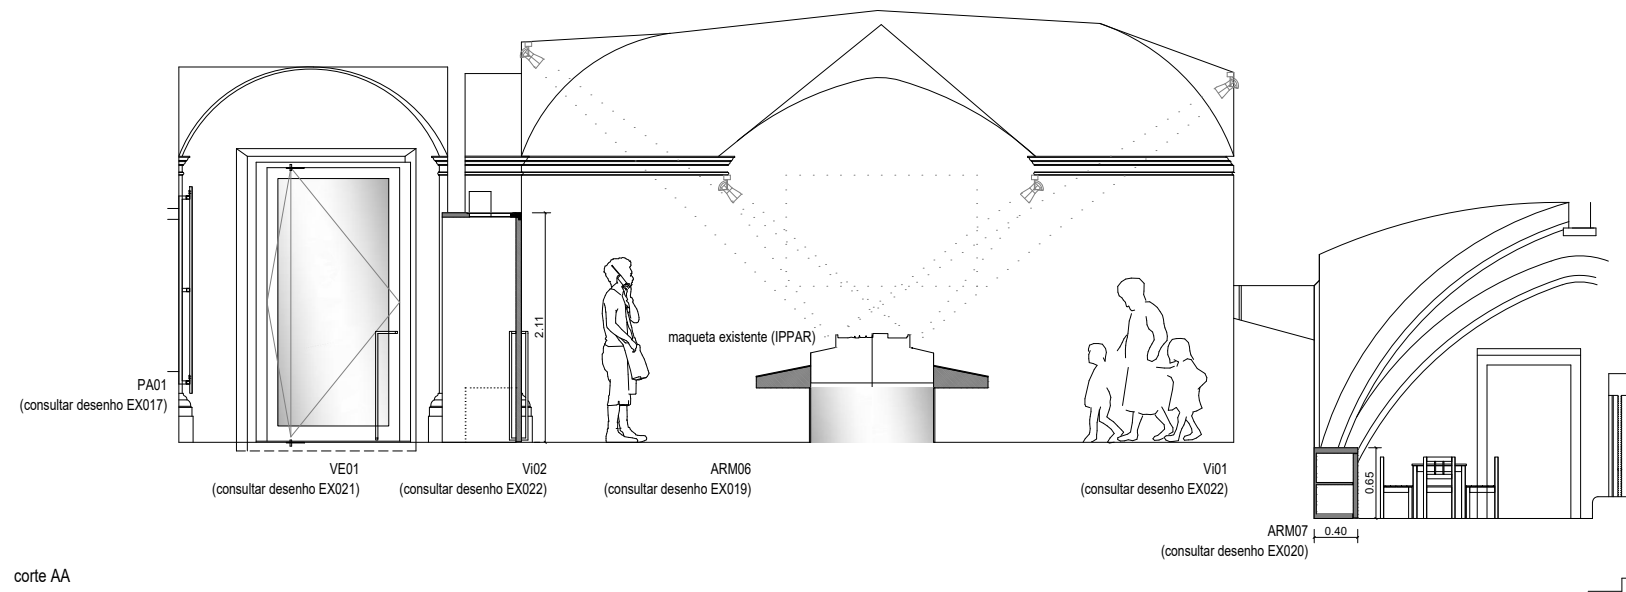 2.11
maqueta existente (IPPAR)
PA01
(consultar desenho EX017)
VE01
(consultar desenho EX021)
Vi02
(consultar desenho EX022)
ARM06
(consultar desenho EX019)
Vi01
(consultar desenho EX022)
0.65
0.40
ARM07
(consultar desenho EX020)
corte AA